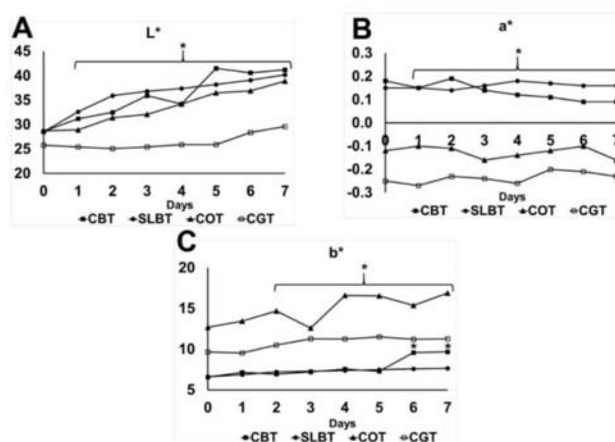 A
L*
*
45
40
35
30
25
20
0 1 2 3 4 5 6 7
Days
CBT SLBT COT CGT
B
a*
*
0.3
0.2
0.1
0.0
-0.1
-0.2
-0.3
0 1 2 3 4 5 6 7
Days
CBT SLBT COT CGT
C
b*
*
20
15
10
5
* *
0 1 2 3 4 5 6 7
Days
CBT SLBT COT CGT